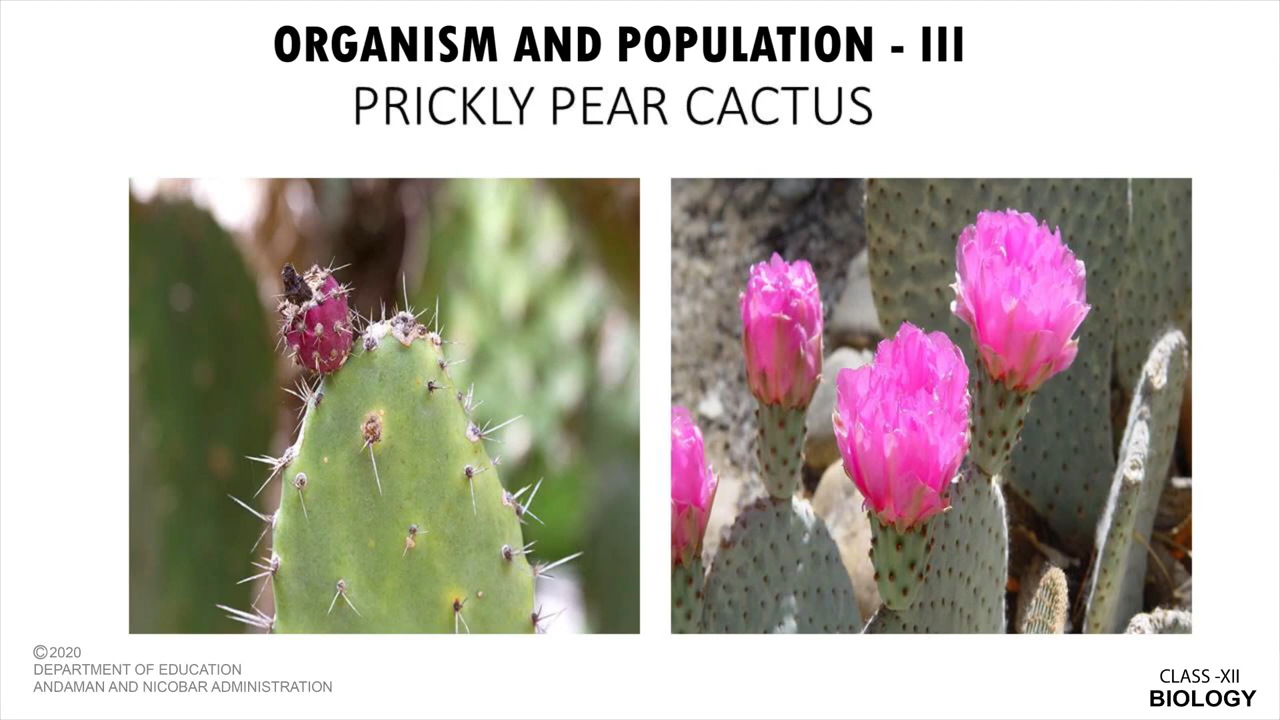 ORGANISM AND POPULATION - III
PRICKLY PEAR CACTUS
©2020
DEPARTMENT OF EDUCATION
ANDAMAN AND NICOBAR ADMINISTRATION
CLASS -XII
BIOLOGY